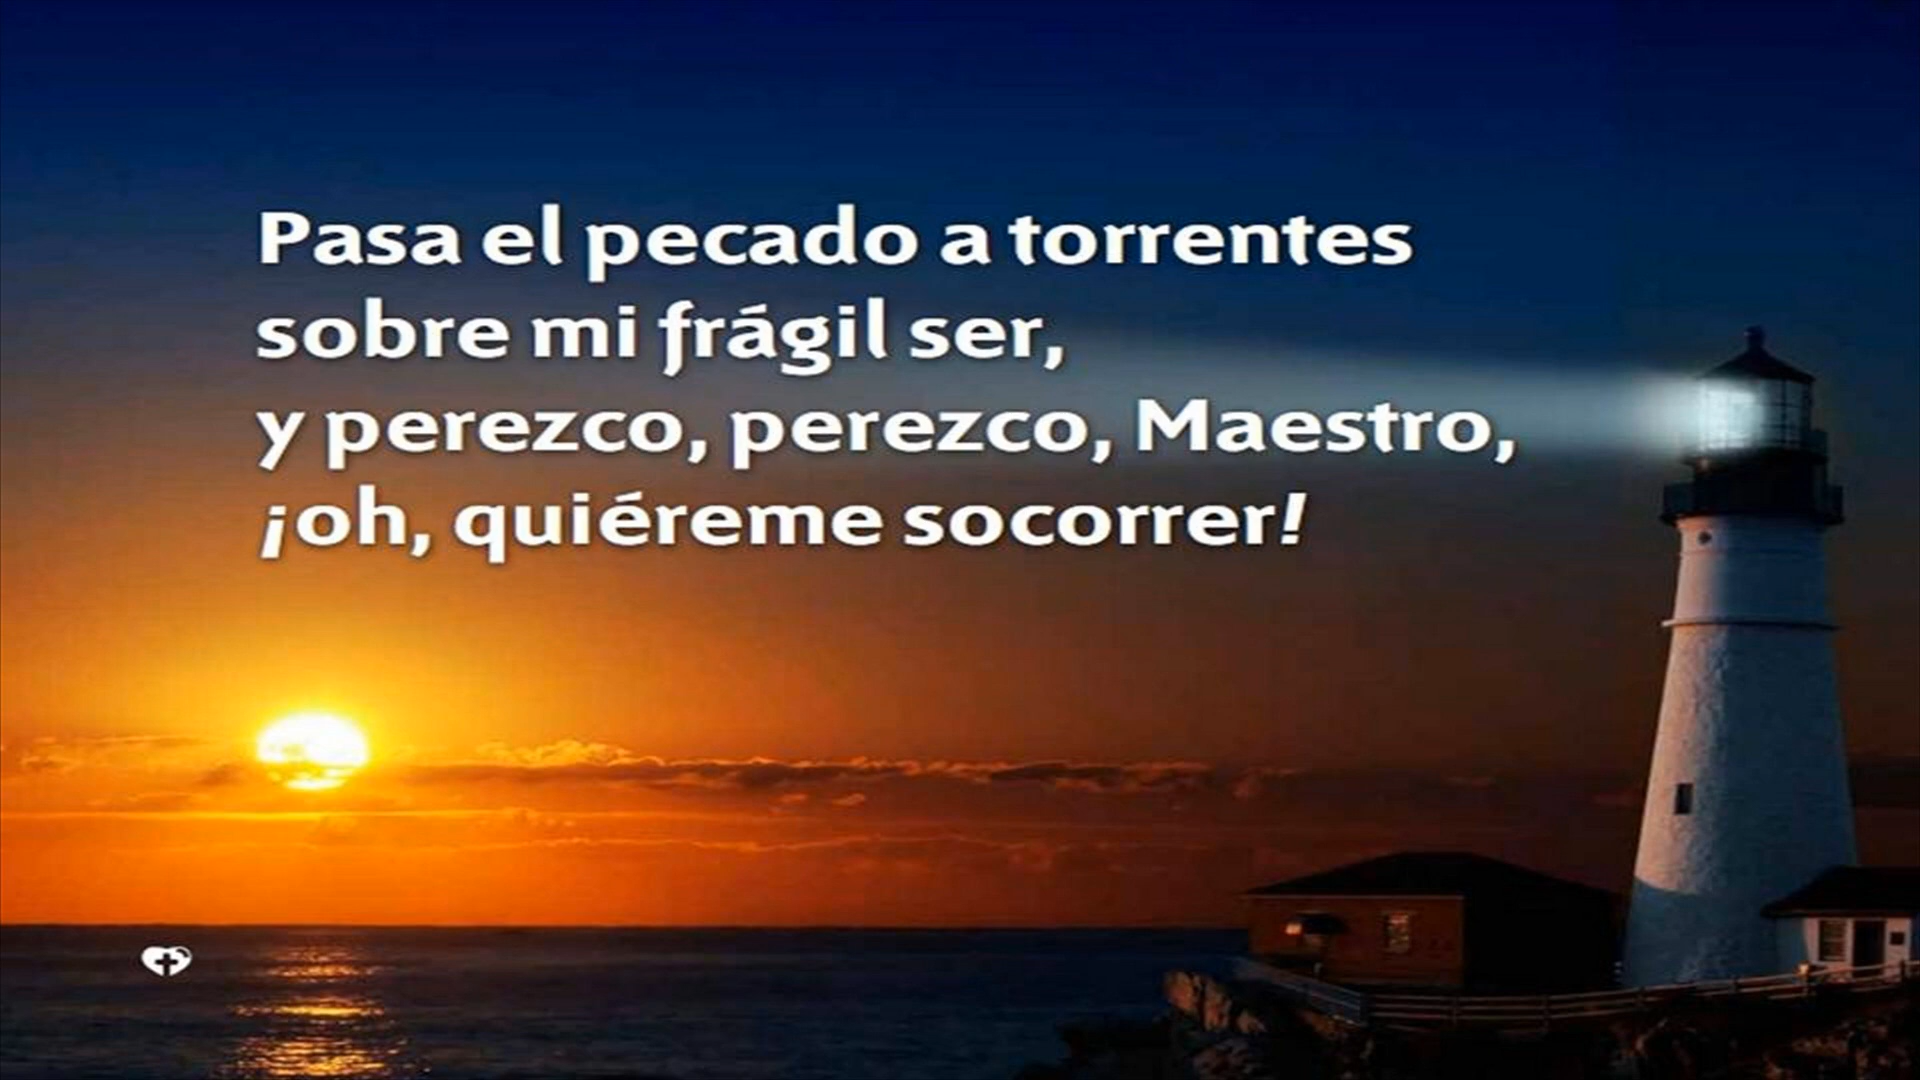 Pasa el pecado a torrentes
sobre mi frágil ser,
y perezco, perezco, Maestro,
¡oh, quiéreme socorrer!